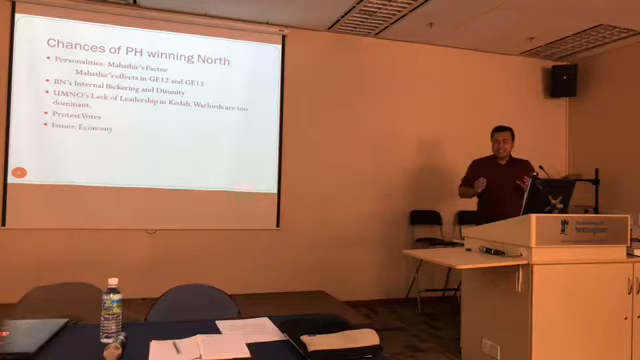 Chances of PH winning North
• Personalities: Mahathir's Factor
Mahathir's effects in GE12 and GE13
• BN's Internal Bickering and Disunity
• UMNO's Lack of Leadership in Kedah. Warlords are too
dominant.
• Protest Votes
• Issues: Economy
Nottingham